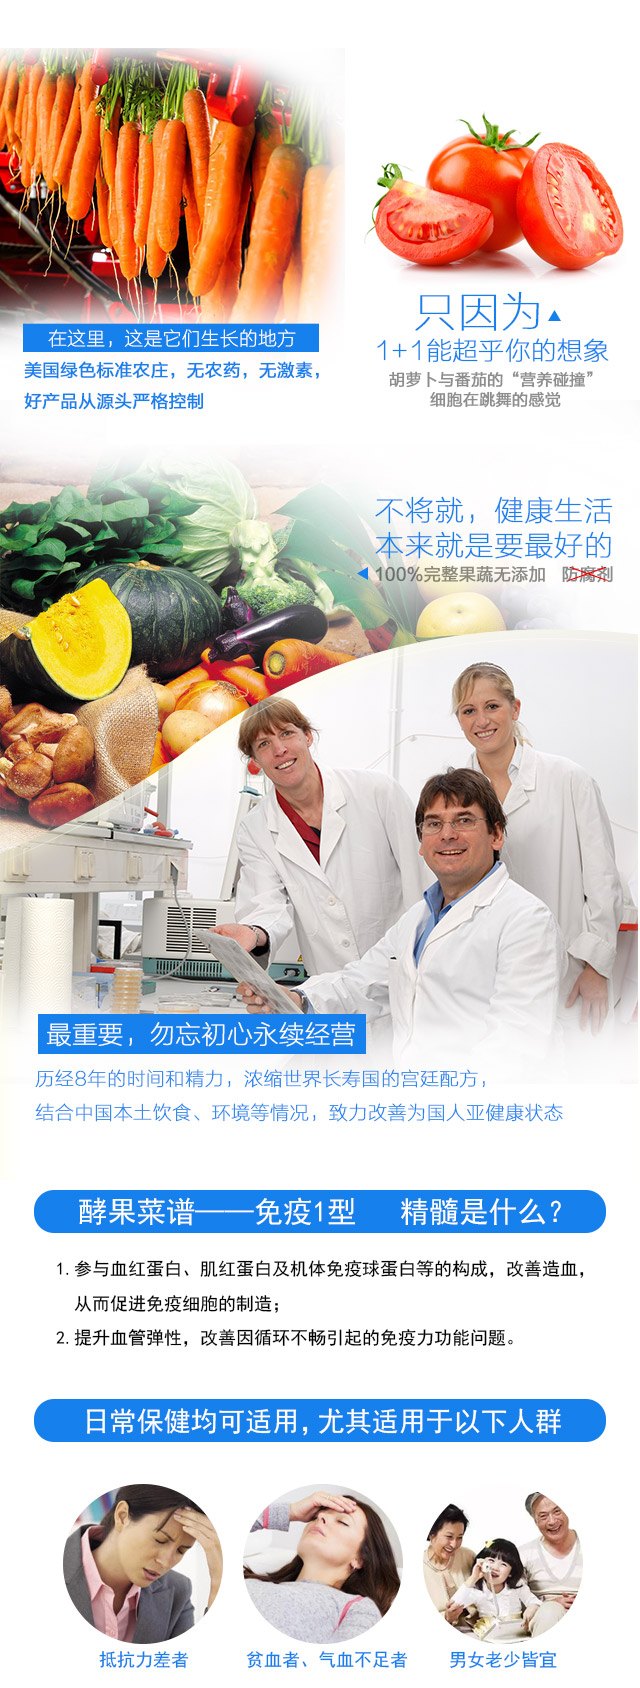 在这里，这是它们生长的地方
美国绿色标准农庄，无农药，无激素，
好产品从源头严格控制
只因为
1+1能超乎你的想象
胡萝卜与番茄的“营养碰撞”
细胞在跳舞的感觉
不将就，健康生活
本来就是要最好的
100%完整果蔬无添加 防腐剂
最重要，勿忘初心永续经营
历经8年的时间和精力，浓缩世界长寿国的宫廷配方，
结合中国本土饮食、环境等情况，致力改善为国人亚健康状态
酵果菜谱——免疫1型 精髓是什么？
1. 参与血红蛋白、肌红蛋白及机体免疫球蛋白等的构成，改善造血，
从而促进免疫细胞的制造；
2. 提升血管弹性，改善因循环不畅引起的免疫力功能问题。
日常保健均可适用，尤其适用于以下人群
抵抗力差者
贫血者、气血不足者
男女老少皆宜